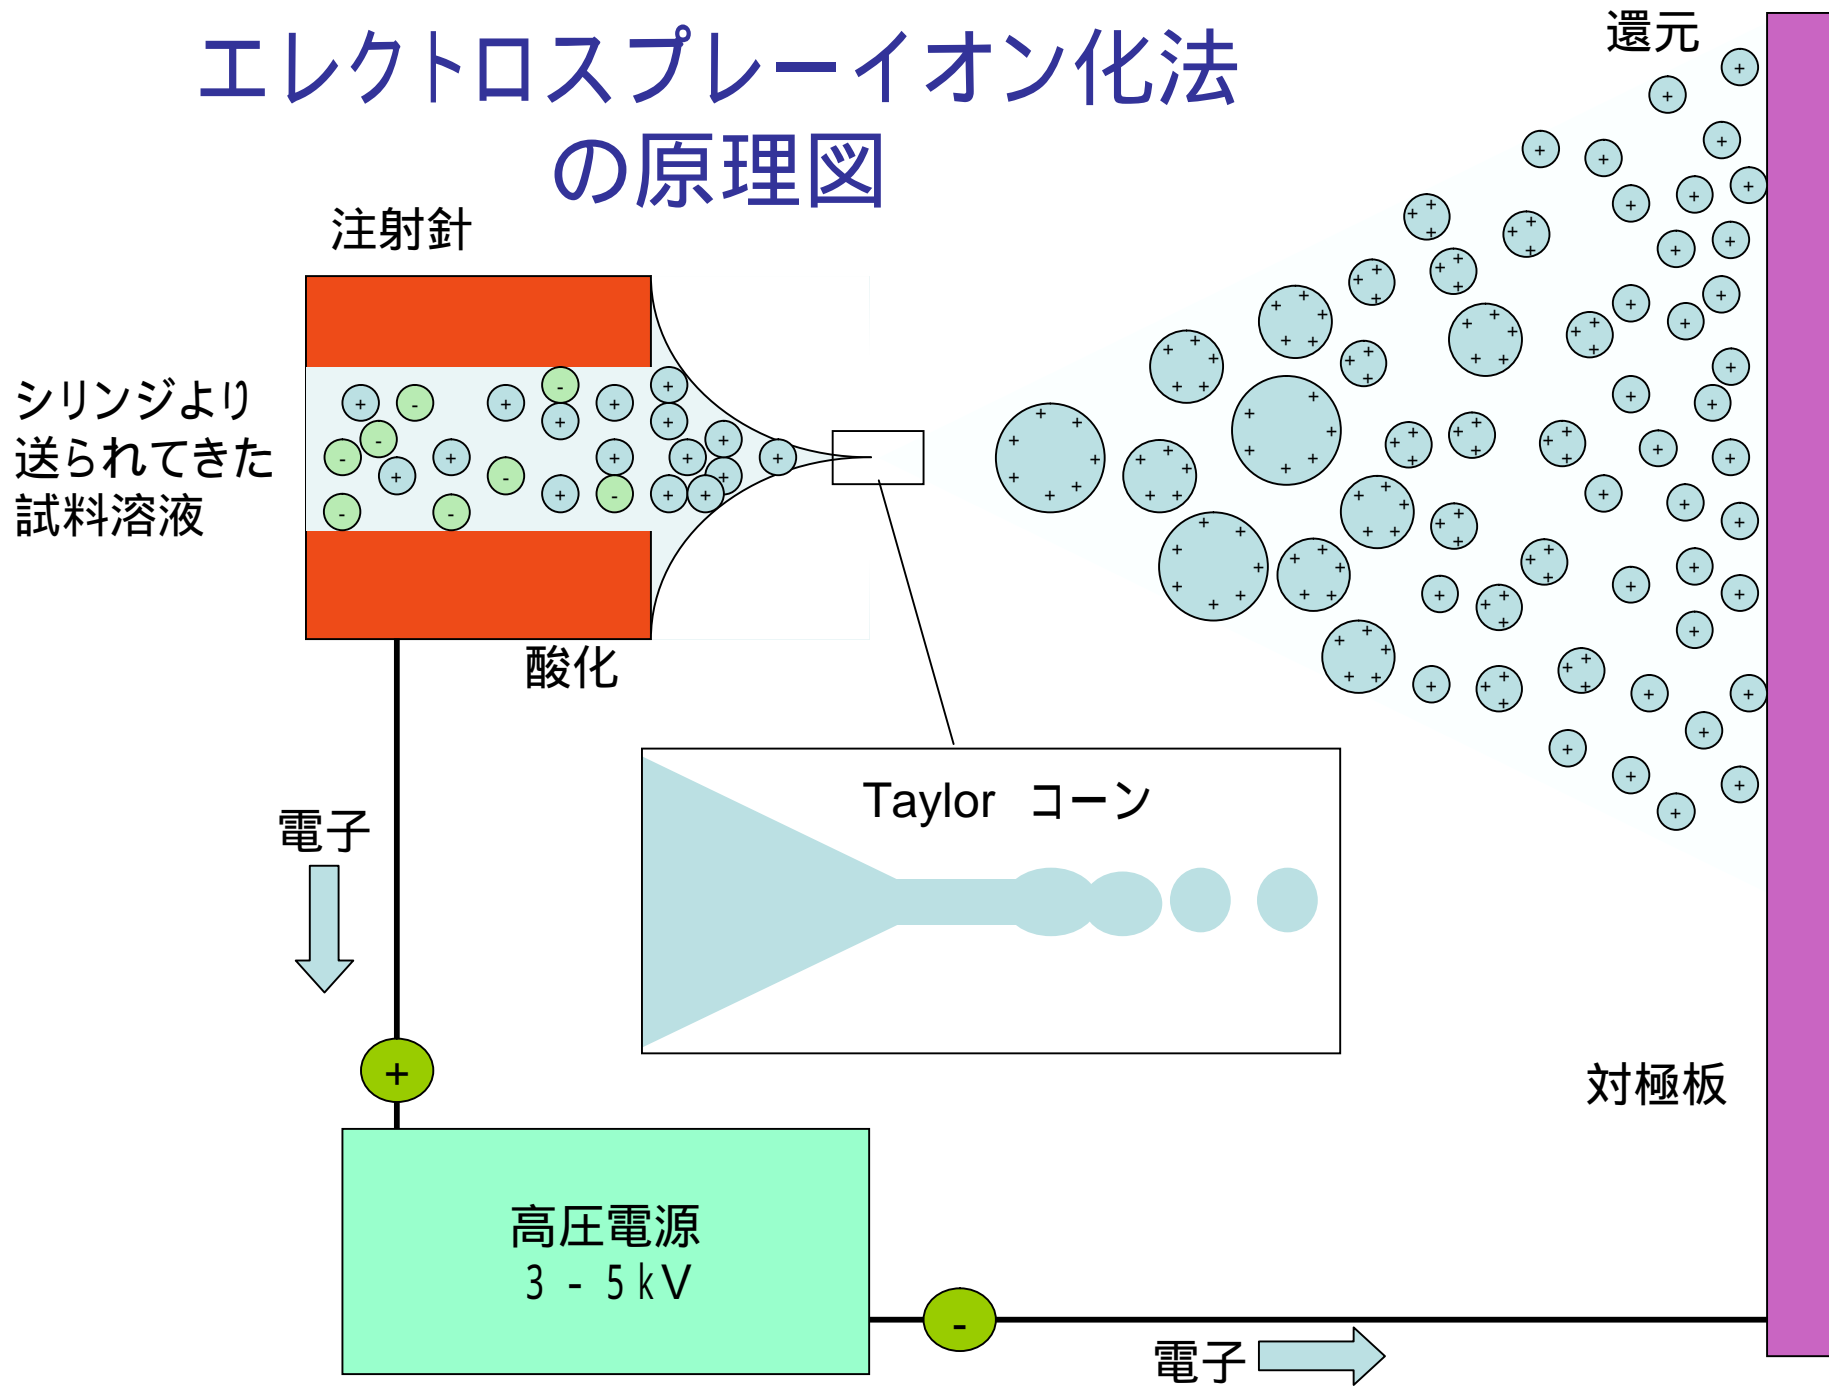 エレクトロスプレーイオン化法
の原理図
還元
注射針
シリンジより
送られてきた
試料溶液
酸化
電子
Taylor コーン
対極板
+
高圧電源
3 - 5kV
-
電子